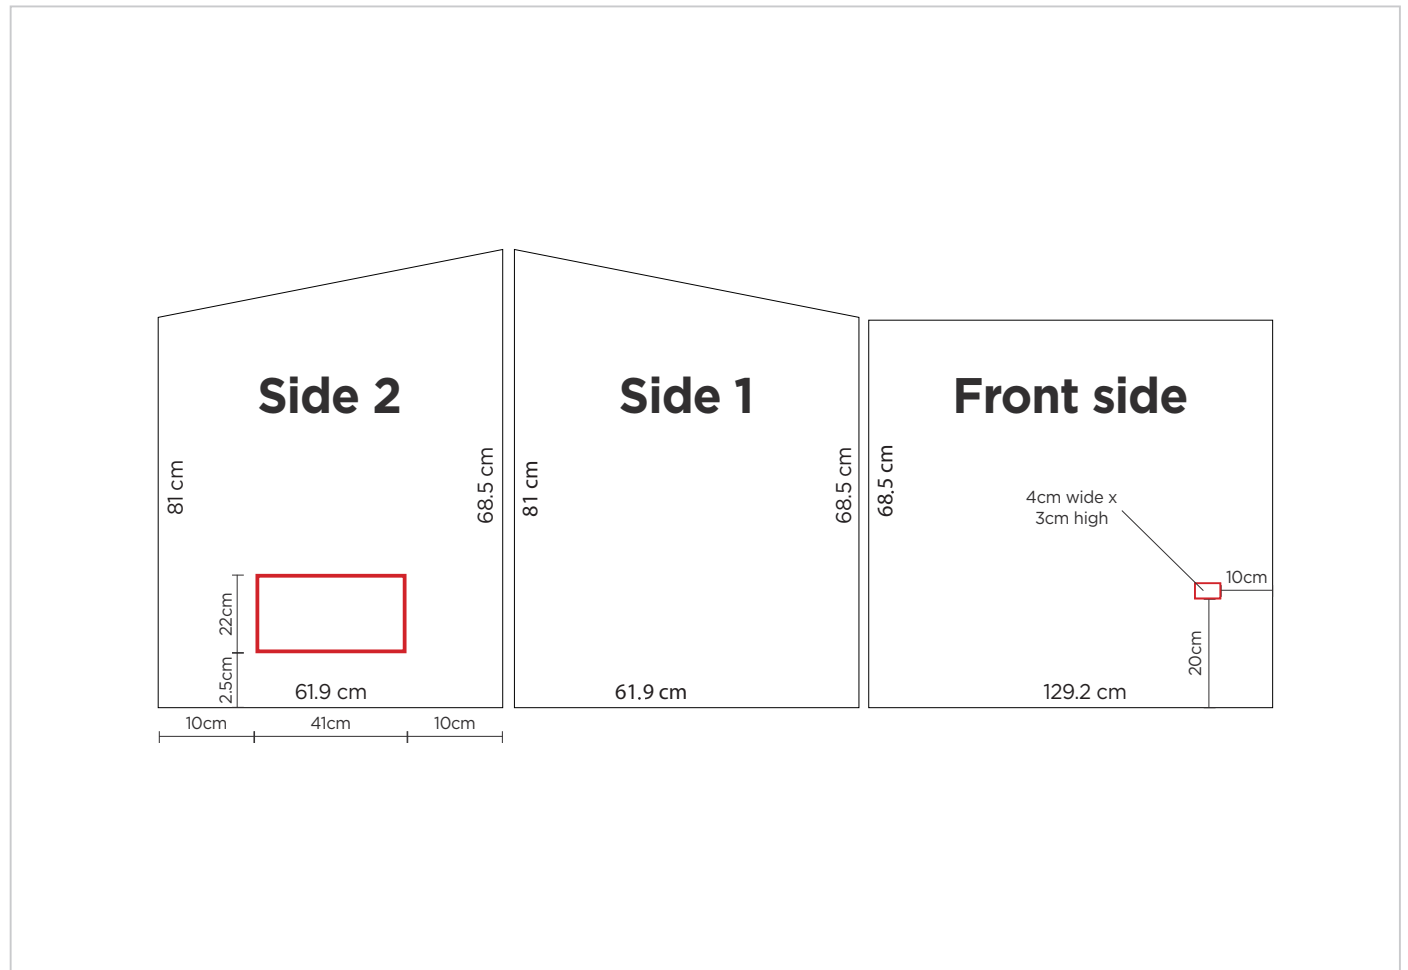 Side 2
81 cm
68.5 cm
22cm
2.5cm
61.9 cm
10cm
41cm
10cm
Side 1
81 cm
68.5 cm
61.9 cm
Front side
68.5 cm
4cm wide x
3cm high
10cm
20cm
129.2 cm